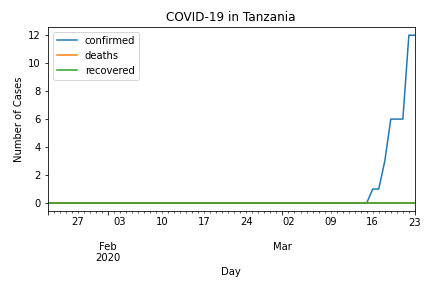 COVID-19 in Tanzania
confirmed
deaths
recovered
Number of Cases
12
10
8
6
4
2
0
27 03 10 17 24 02 09 16 23
Feb Mar
2020
Day